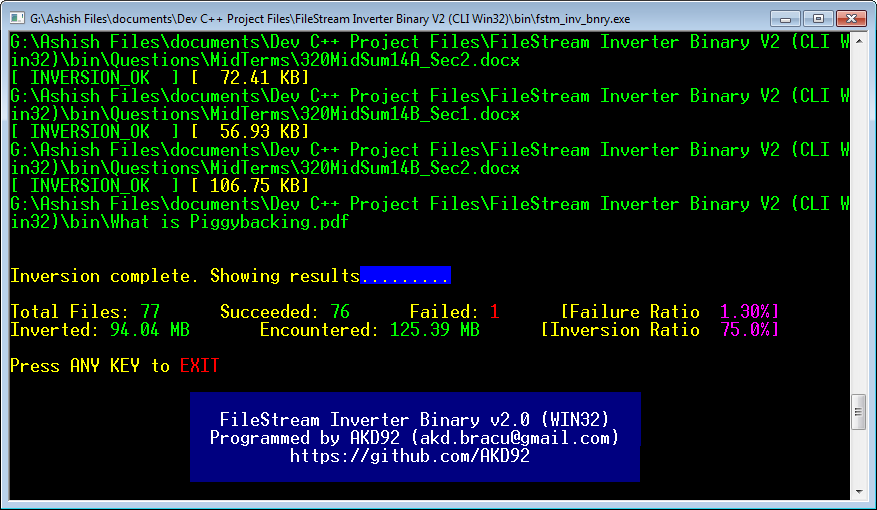 G:\Ashish Files\documents\Dev C++ Project Files\FileStream Inverter Binary V2 (CLI Win32)\bin\fstm_inv_bnry.exe
G:\Ashish Files\documents\Dev C++ Project Files\FileStream Inverter Binary V2 (CLI W
in32)\bin\Questions\MidTerms\320MidSum14A_Sec2.docx
[ INVERSION_OK  ] [  72.41 KB]
G:\Ashish Files\documents\Dev C++ Project Files\FileStream Inverter Binary V2 (CLI W
in32)\bin\Questions\MidTerms\320MidSum14B_Sec1.docx
[ INVERSION_OK  ] [  56.93 KB]
G:\Ashish Files\documents\Dev C++ Project Files\FileStream Inverter Binary V2 (CLI W
in32)\bin\Questions\MidTerms\320MidSum14B_Sec2.docx
[ INVERSION_OK  ] [ 106.75 KB]
G:\Ashish Files\documents\Dev C++ Project Files\FileStream Inverter Binary V2 (CLI W
in32)\bin\What is Piggybacking.pdf
Inversion complete. Showing results.........
Total Files: 77      Succeeded: 76      Failed: 1      [Failure Ratio  1.30%]
Inverted: 94.04 MB       Encountered: 125.39 MB      [Inversion Ratio  75.0%]
Press ANY KEY to EXIT
FileStream Inverter Binary v2.0 (WIN32)
Programmed by AKD92 (akd.bracu@gmail.com)
https://github.com/AKD92